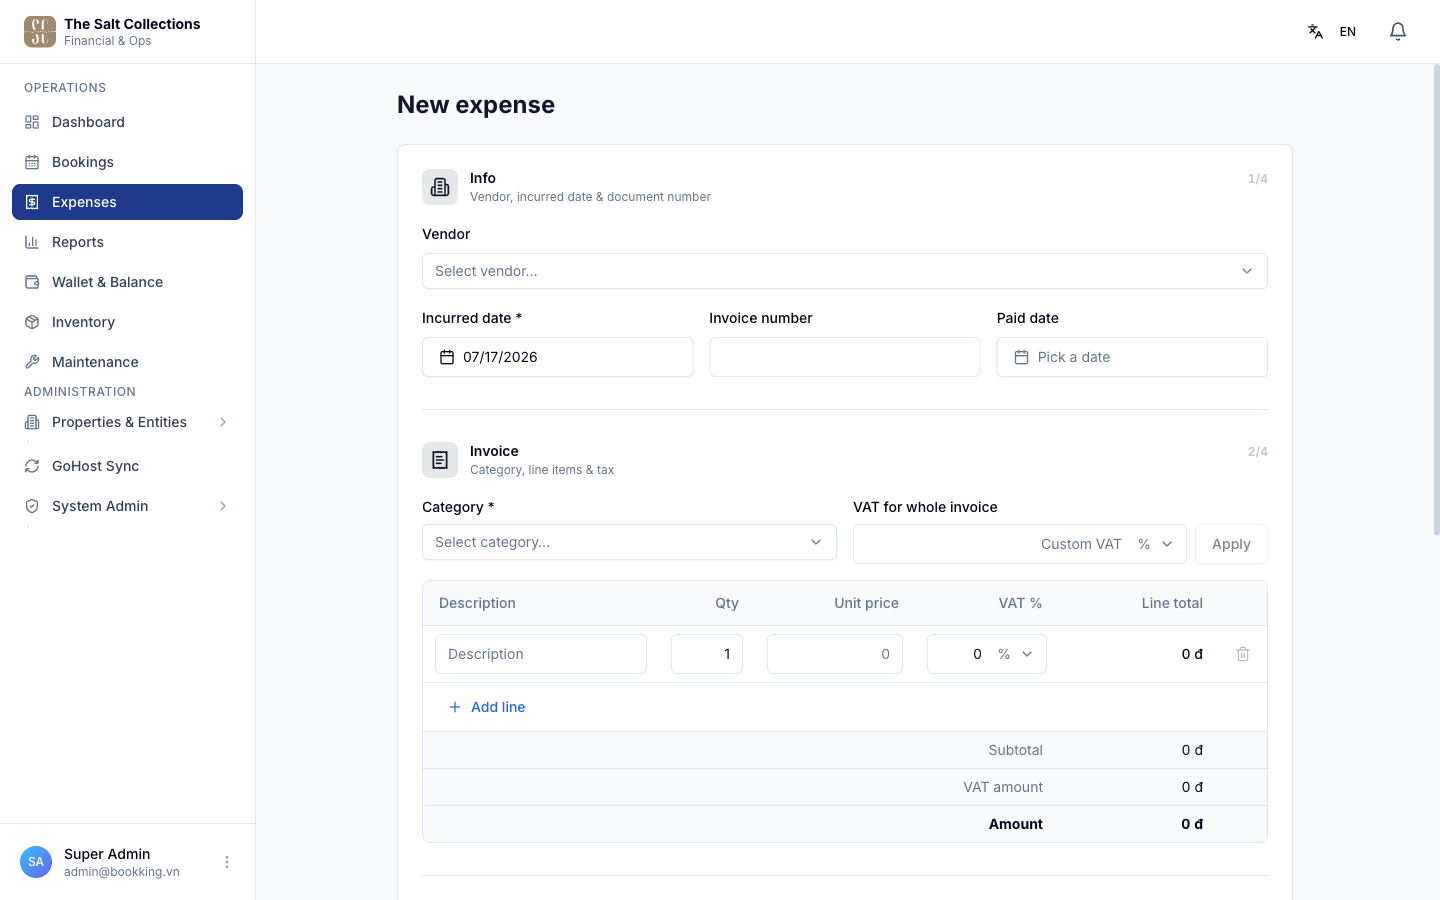 The Salt Collections
Financial & Ops
EN
OPERATIONS
Dashboard
Bookings
Expenses
Reports
Wallet & Balance
Inventory
Maintenance
ADMINISTRATION
Properties & Entities
GoHost Sync
System Admin
SA
Super Admin
admin@bookking.vn
New expense
Info
1/4
Vendor, incurred date & document number
Vendor
Select vendor...
Incurred date * Invoice number Paid date
07/17/2026 Pick a date
Invoice
2/4
Category, line items & tax
Category * VAT for whole invoice
Select category... Custom VAT % Apply
Description Qty Unit price VAT % Line total
Description 1 0 0 % 0 đ
Add line
Subtotal 0 đ
VAT amount 0 đ
Amount 0 đ